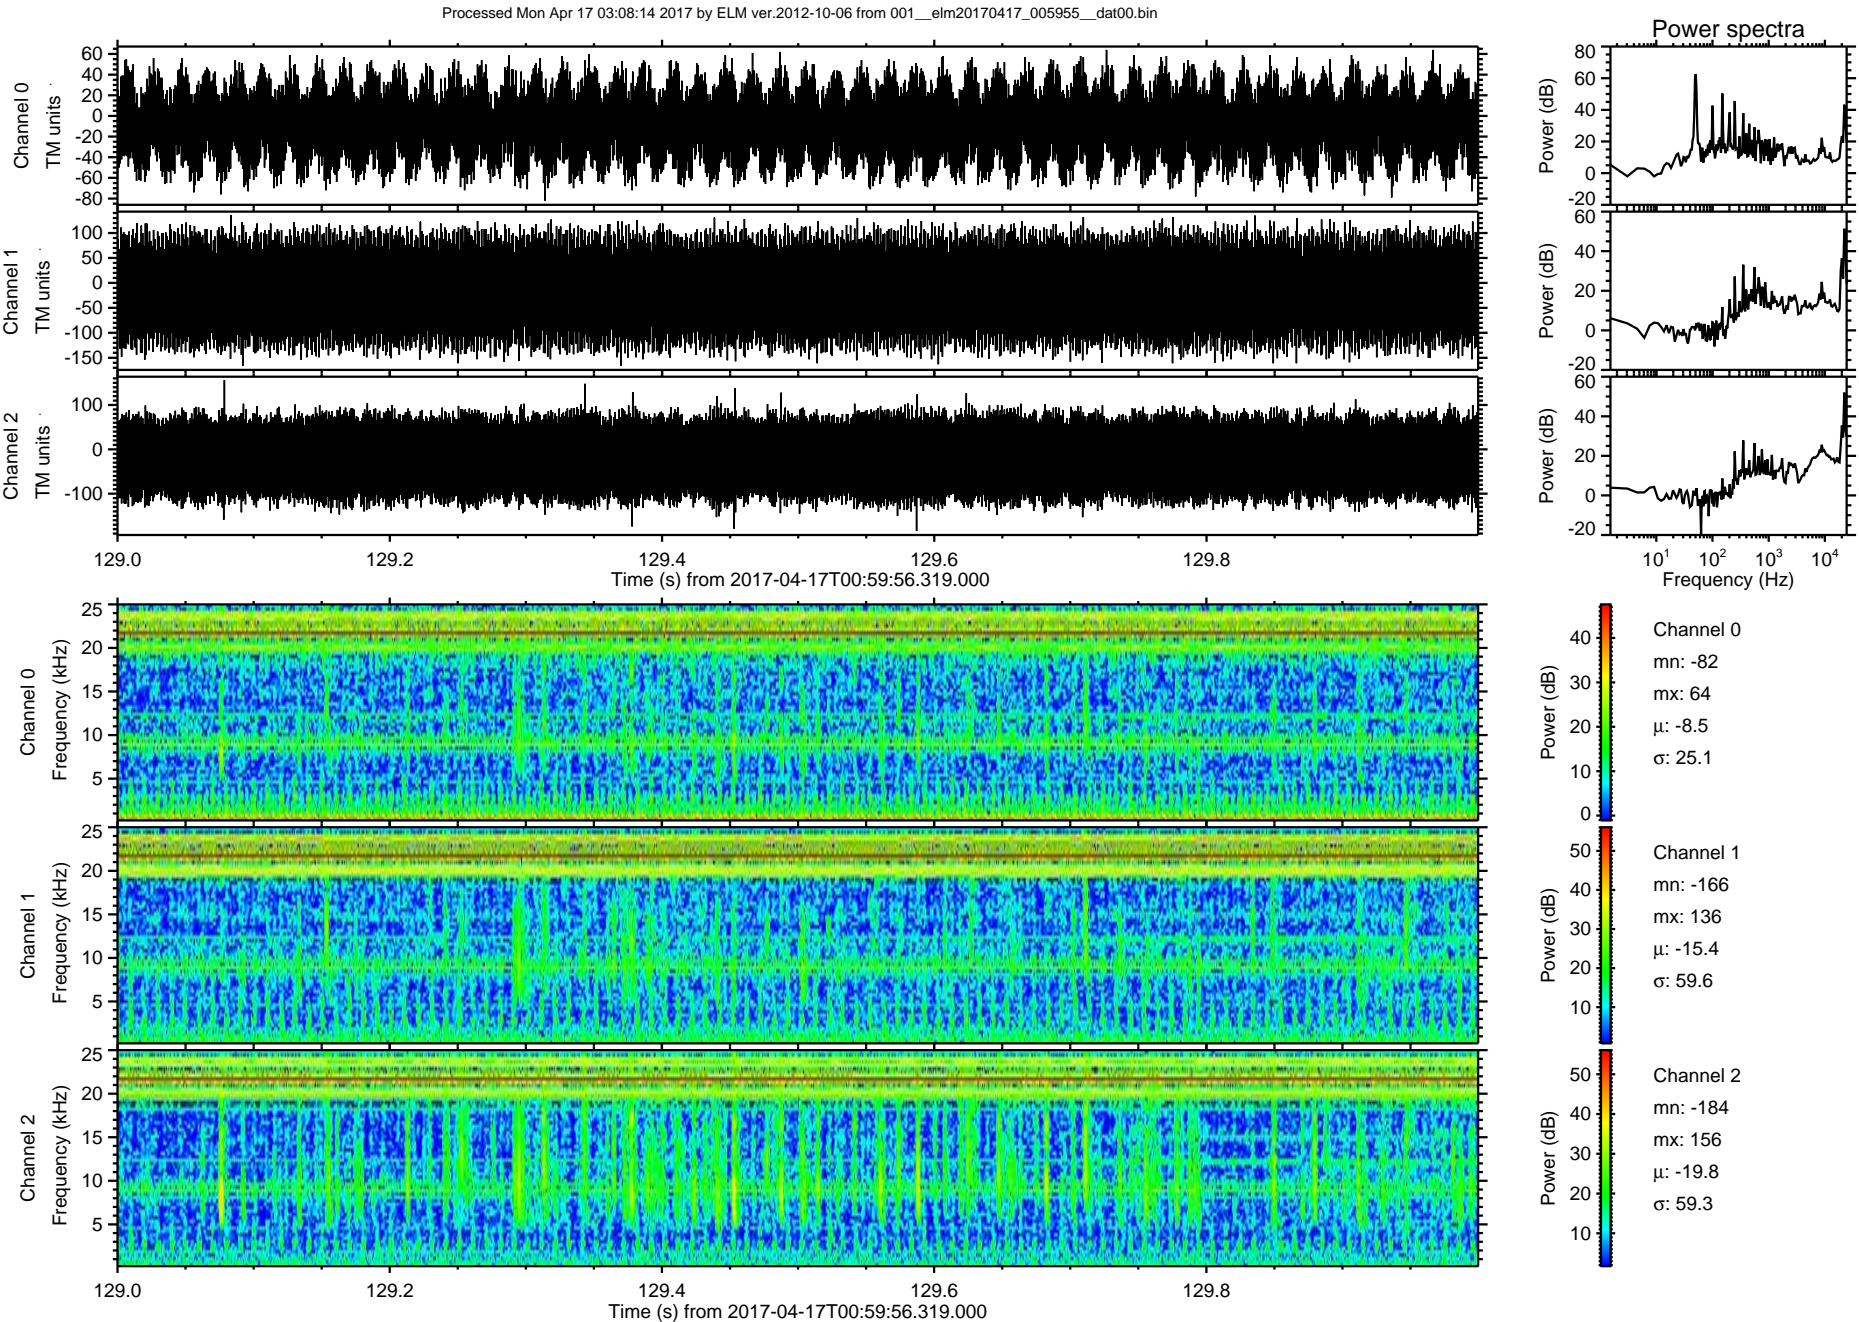 Processed Mon Apr 17 03:08:14 2017 by ELM ver.2012-10-06 from 001__elm20170417_005955__dat00.bin
Power spectra
Channel 0
TM units
60
40
20
0
-20
-40
-60
-80
Power (dB)
80
60
40
20
0
-20
Channel 1
TM units
100
50
0
-50
-100
-150
Power (dB)
60
40
20
0
-20
Channel 2
TM units
100
0
-100
Power (dB)
60
40
20
0
-20
129.0 129.2 129.4 129.6 129.8
Time (s) from 2017-04-17T00:59:56.319.000
10^1 10^2 10^3 10^4
Frequency (Hz)
Channel 0
Frequency (kHz)
25
20
15
10
5
Power (dB)
40
30
20
10
0
Channel 0
mn: -82
mx: 64
μ: -8.5
σ: 25.1
Channel 1
Frequency (kHz)
25
20
15
10
5
Power (dB)
50
40
30
20
10
Channel 1
mn: -166
mx: 136
μ: -15.4
σ: 59.6
Channel 2
Frequency (kHz)
25
20
15
10
5
Power (dB)
50
40
30
20
10
Channel 2
mn: -184
mx: 156
μ: -19.8
σ: 59.3
129.0 129.2 129.4 129.6 129.8
Time (s) from 2017-04-17T00:59:56.319.000